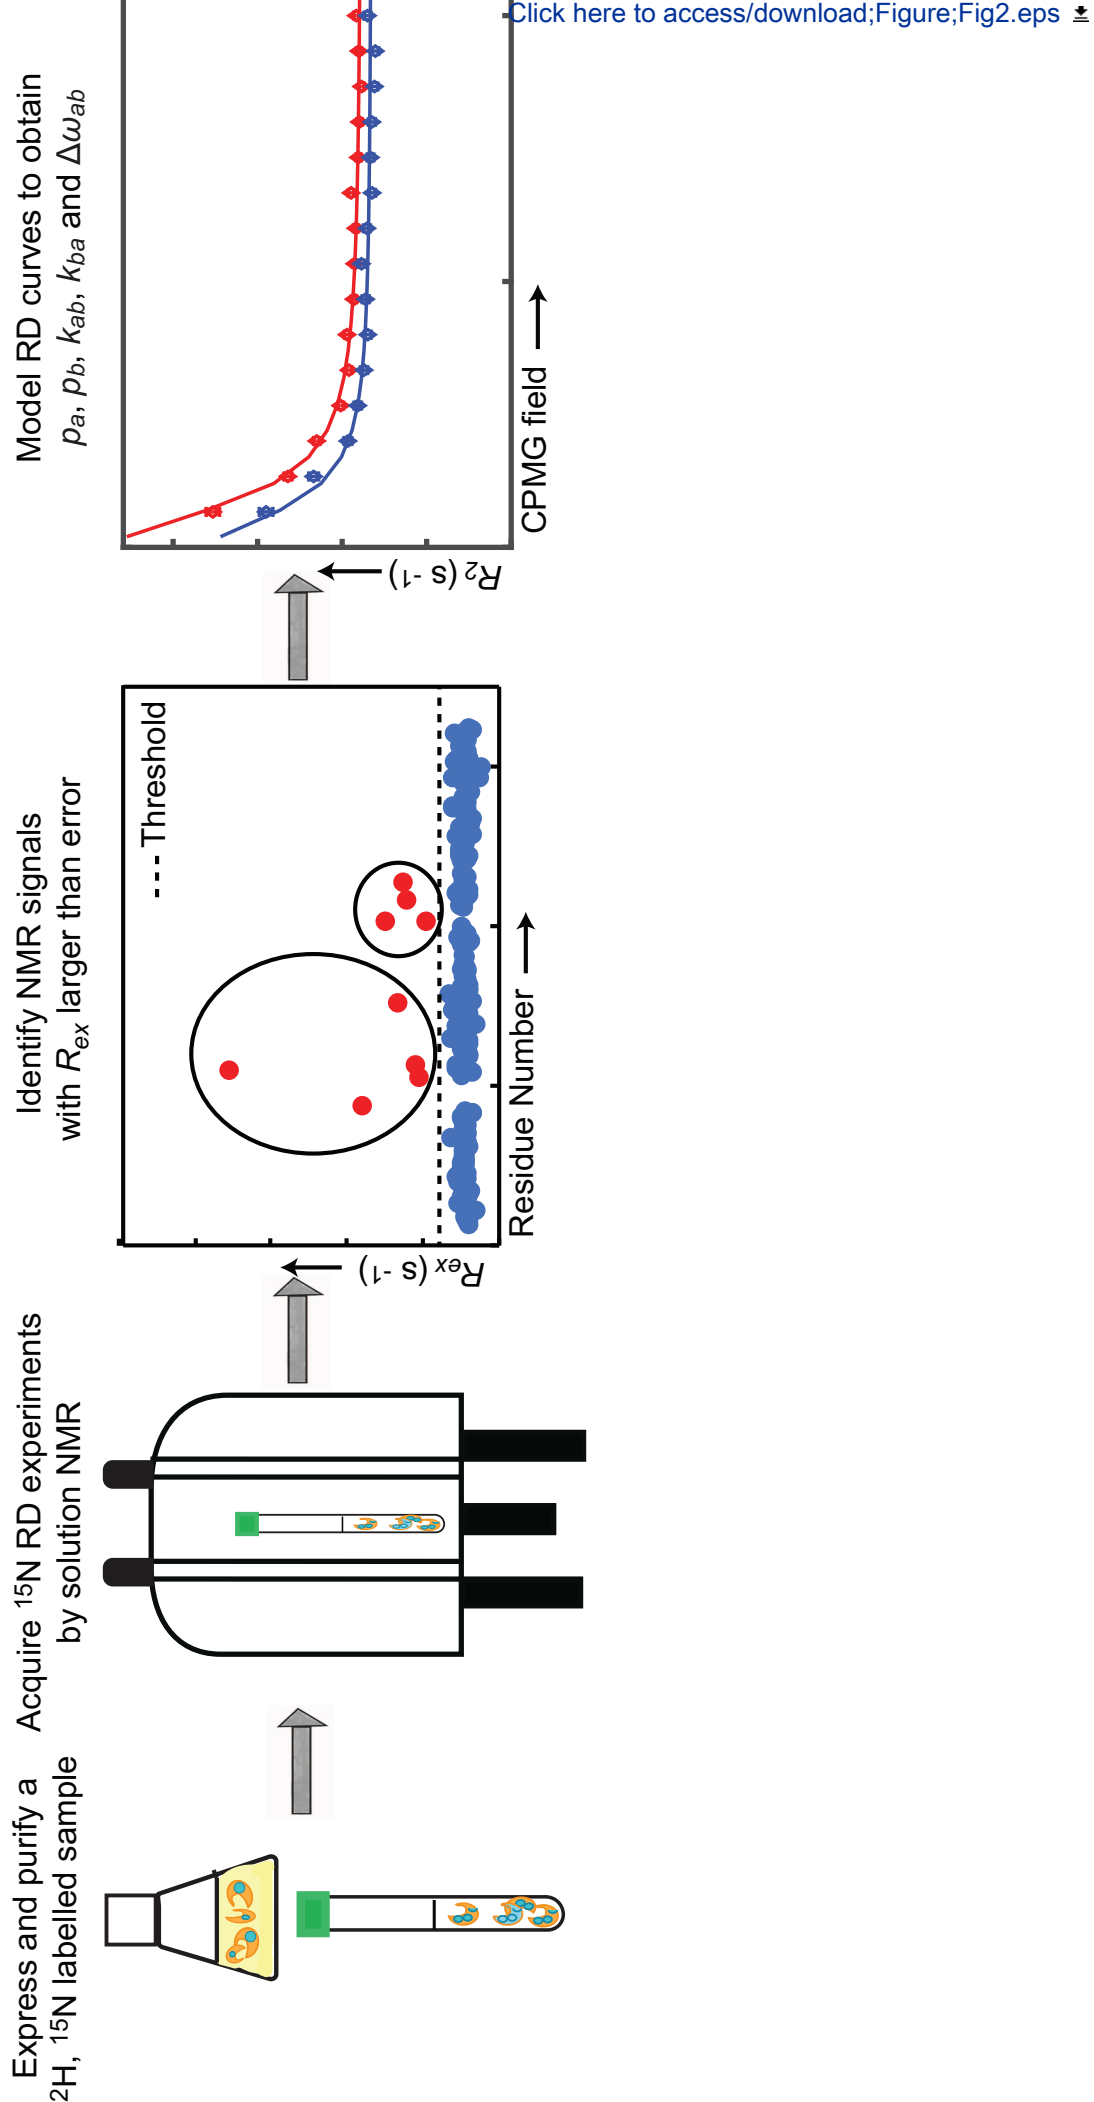 Click here to access/download;Figure;Fig2.eps
Express and purify a
²H, ¹⁵N labelled sample
Acquire ¹⁵N RD experiments
by solution NMR
Identify NMR signals
with Rex larger than error
Threshold
Rex (s⁻¹)
Residue Number
Model RD curves to obtain
pa, pb, kab, kba and Δωab
R2 (s⁻¹)
CPMG field